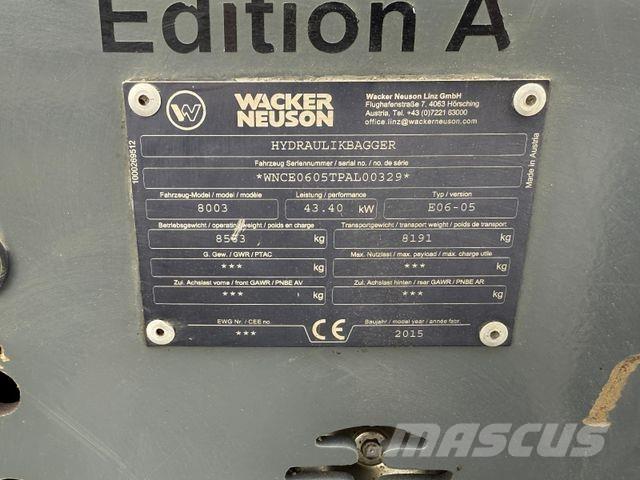 Edition A
WACKER
NEUSON
Wacker Neuson Linz GmbH
Flughafenstraße 7, 4063 Hörsching
Austria, Tel. +43 (0)7221 63000
office.linz@wackerneuson.com
1000269512
Made in Austria
HYDRAULIKBAGGER
Fahrzeug Seriennummer / serial no. / no. de série
*WNCE0605TPAL00329*
Fahrzeug-Model / model / modèle
Leistung / performance
Typ / version
8003
43.40 kW
E06-05
Betriebsgewicht / operating weight / poids en charge
Transportgewicht / transport weight / poids de transport
kg
8191 kg
G. Gew. / GWR / PTAC
Max. Nutzlast / max. payload / max. charge utile
*** kg
*** kg
Zul. Achslast vorne / front GAWR / PNBE AV
Zul. Achslast hinten / rear GAWR / PNBE AR
*** kg
*** kg
EWG Nr. / CEE no.
CE
Baujahr / model year / année fabr.
***
2015
MASCUS